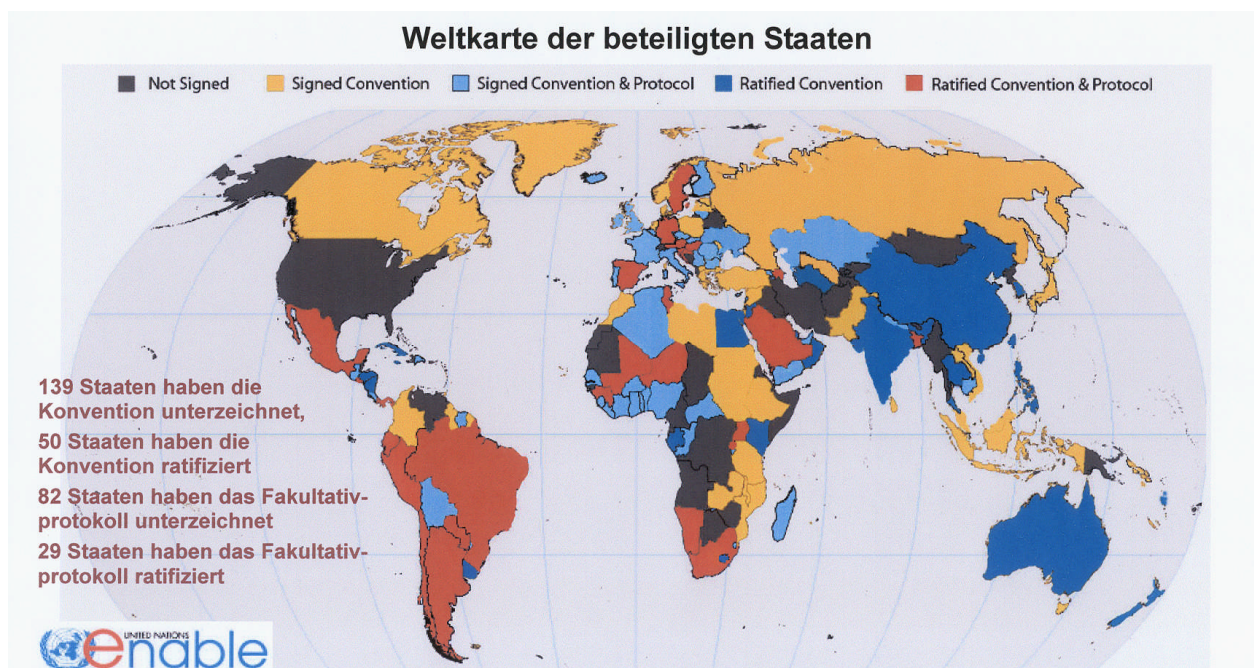 Weltkarte der beteiligten Staaten
Not Signed
Signed Convention
Signed Convention & Protocol
Ratified Convention
Ratified Convention & Protocol
139 Staaten haben die
Konvention unterzeichnet,
50 Staaten haben die
Konvention ratifiziert
82 Staaten haben das Fakultativ-
protokoll unterzeichnet
29 Staaten haben das Fakultativ-
protokoll ratifiziert
UNITED NATIONS
enable